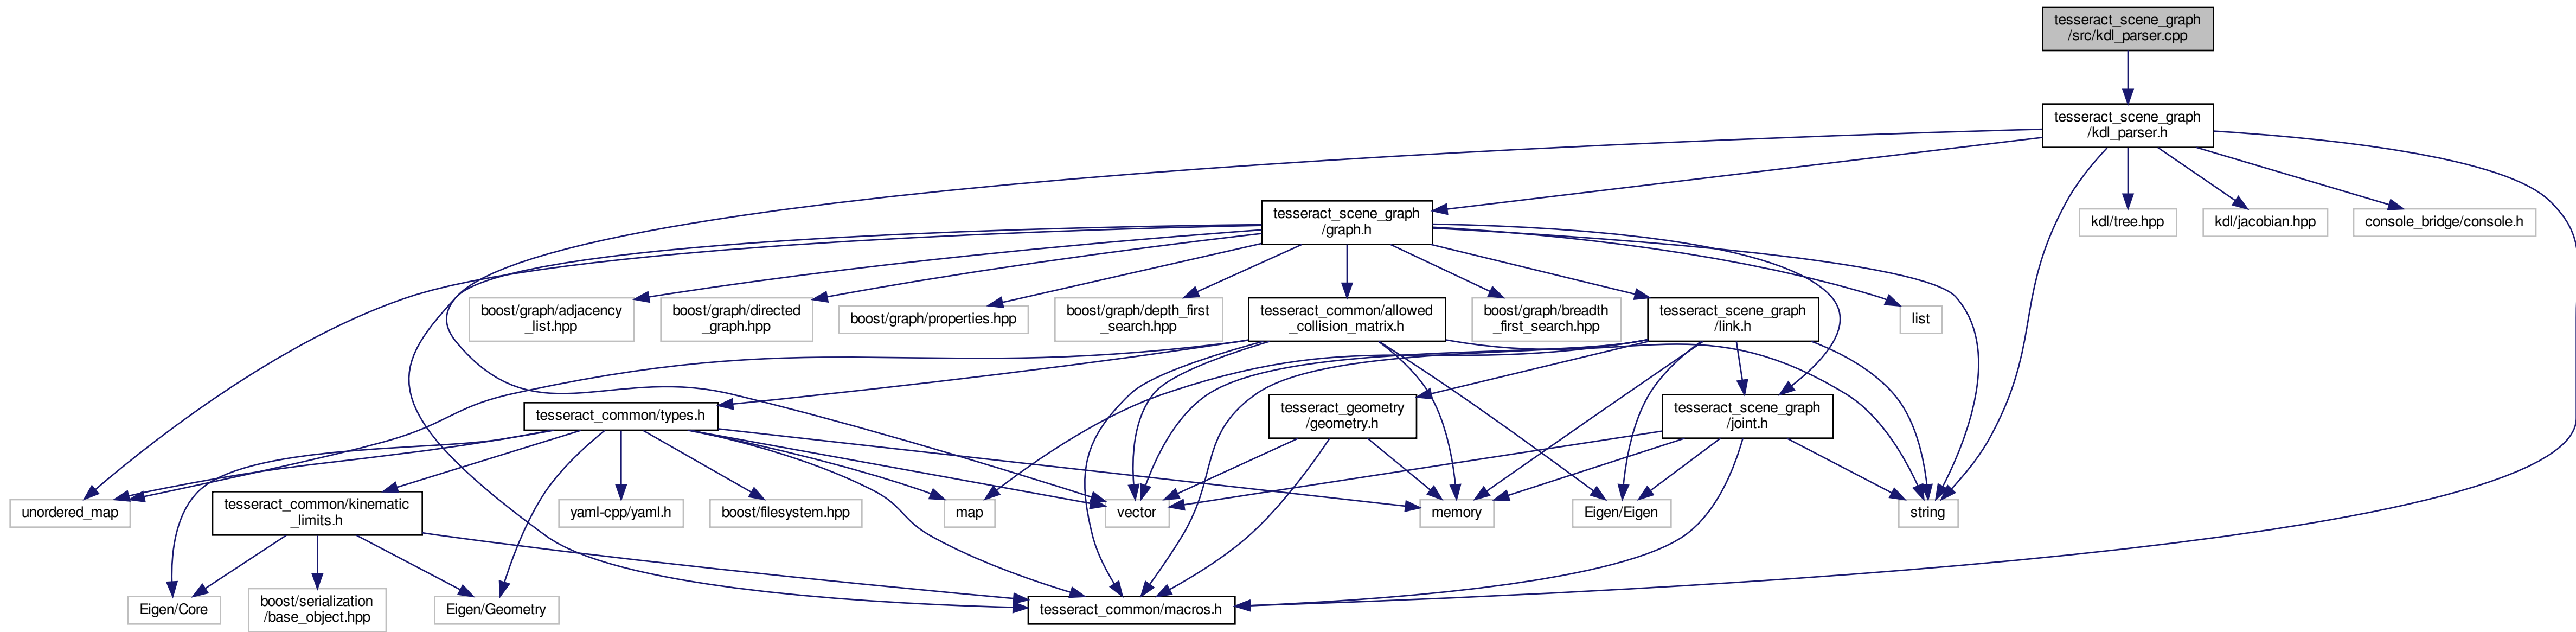 tesseract_scene_graph
/src/kdl_parser.cpp
tesseract_scene_graph
/kdl_parser.h
tesseract_scene_graph
/graph.h
kdl/tree.hpp
kdl/jacobian.hpp
console_bridge/console.h
boost/graph/adjacency
_list.hpp
boost/graph/directed
_graph.hpp
boost/graph/properties.hpp
boost/graph/depth_first
_search.hpp
tesseract_common/allowed
_collision_matrix.h
boost/graph/breadth
_first_search.hpp
tesseract_scene_graph
/link.h
list
tesseract_common/types.h
tesseract_geometry
/geometry.h
tesseract_scene_graph
/joint.h
unordered_map
tesseract_common/kinematic
_limits.h
yaml-cpp/yaml.h
boost/filesystem.hpp
map
vector
memory
Eigen/Eigen
string
Eigen/Core
boost/serialization
/base_object.hpp
Eigen/Geometry
tesseract_common/macros.h